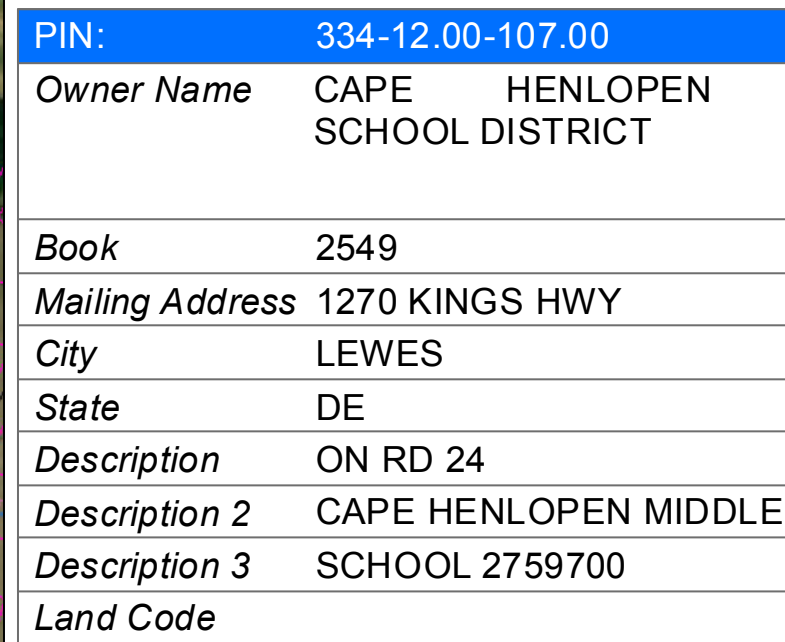 PIN: 334-12.00-107.00
Owner Name CAPE HENLOPEN
SCHOOL DISTRICT
Book 2549
Mailing Address 1270 KINGS HWY
City LEWES
State DE
Description ON RD 24
Description 2 CAPE HENLOPEN MIDDLE
Description 3 SCHOOL 2759700
Land Code